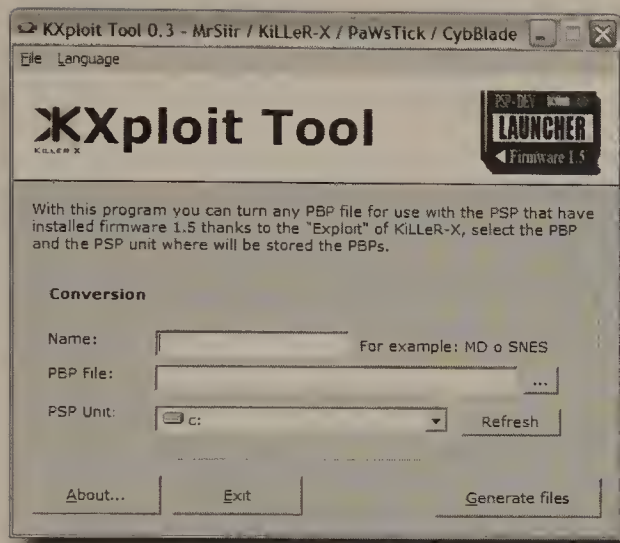 KXploit Tool 0.3 - MrSiir / KiLLeR-X / PaWsTick / CybBlade
File Language
KXploit Tool
KILLER X
PSP-DEV
LAUNCHER
Firmware 1.5
With this program you can turn any PBP file for use with the PSP that have
installed firmware 1.5 thanks to the "Exploit" of KiLLeR-X, select the PBP
and the PSP unit where will be stored the PBPs.
Conversion
Name:
For example: MD o SNES
PBP File:
...
PSP Unit:
c:
Refresh
About...
Exit
Generate files